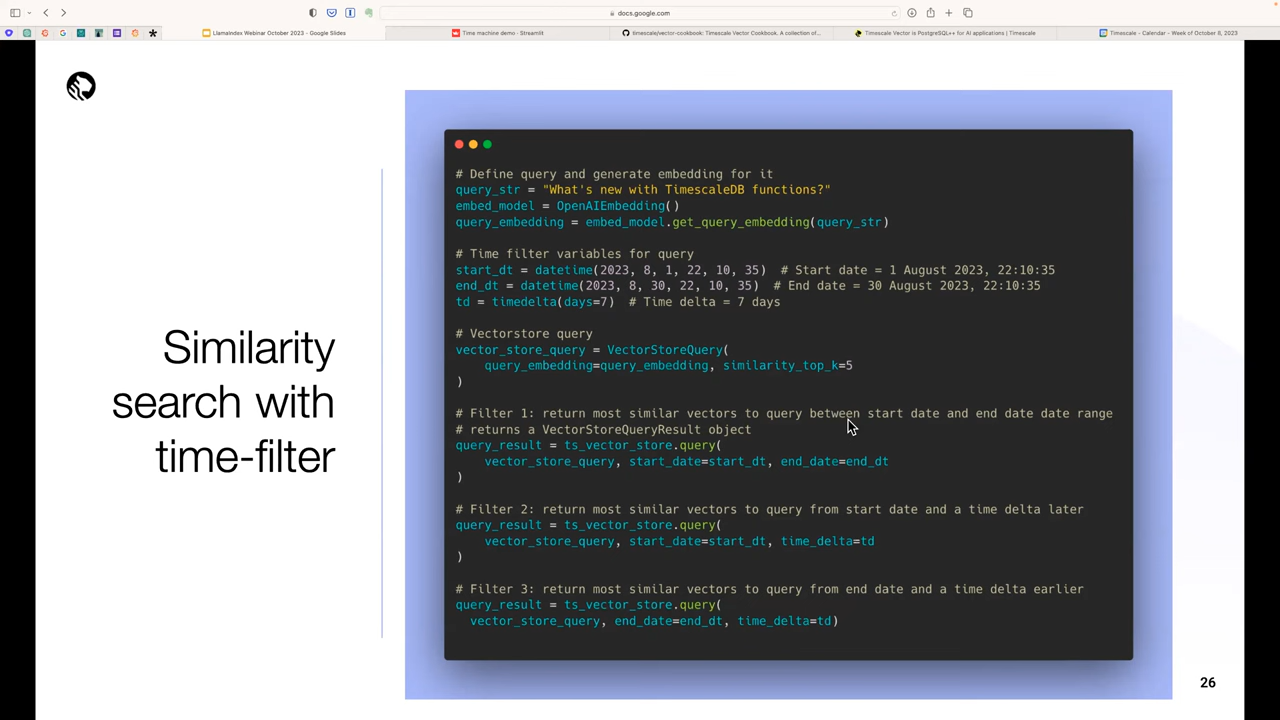 docs.google.com
LlamaIndex Webinar October 2023 - Google Slides
Time machine demo · Streamlit
timescale/vector-cookbook: Timescale Vector Cookbook. A collection of...
Timescale Vector is PostgreSQL++ for AI applications | Timescale
Timescale - Calendar - Week of October 8, 2023
Similarity
search with
time-filter
# Define query and generate embedding for it
query_str = "What's new with TimescaleDB functions?"
embed_model = OpenAIEmbedding()
query_embedding = embed_model.get_query_embedding(query_str)
# Time filter variables for query
start_dt = datetime(2023, 8, 1, 22, 10, 35)  # Start date = 1 August 2023, 22:10:35
end_dt = datetime(2023, 8, 30, 22, 10, 35)  # End date = 30 August 2023, 22:10:35
td = timedelta(days=7)  # Time delta = 7 days
# Vectorstore query
vector_store_query = VectorStoreQuery(
    query_embedding=query_embedding, similarity_top_k=5
)
# Filter 1: return most similar vectors to query between start date and end date date range
# returns a VectorStoreQueryResult object
query_result = ts_vector_store.query(
    vector_store_query, start_date=start_dt, end_date=end_dt
)
# Filter 2: return most similar vectors to query from start date and a time delta later
query_result = ts_vector_store.query(
    vector_store_query, start_date=start_dt, time_delta=td
)
# Filter 3: return most similar vectors to query from end date and a time delta earlier
query_result = ts_vector_store.query(
  vector_store_query, end_date=end_dt, time_delta=td)
26